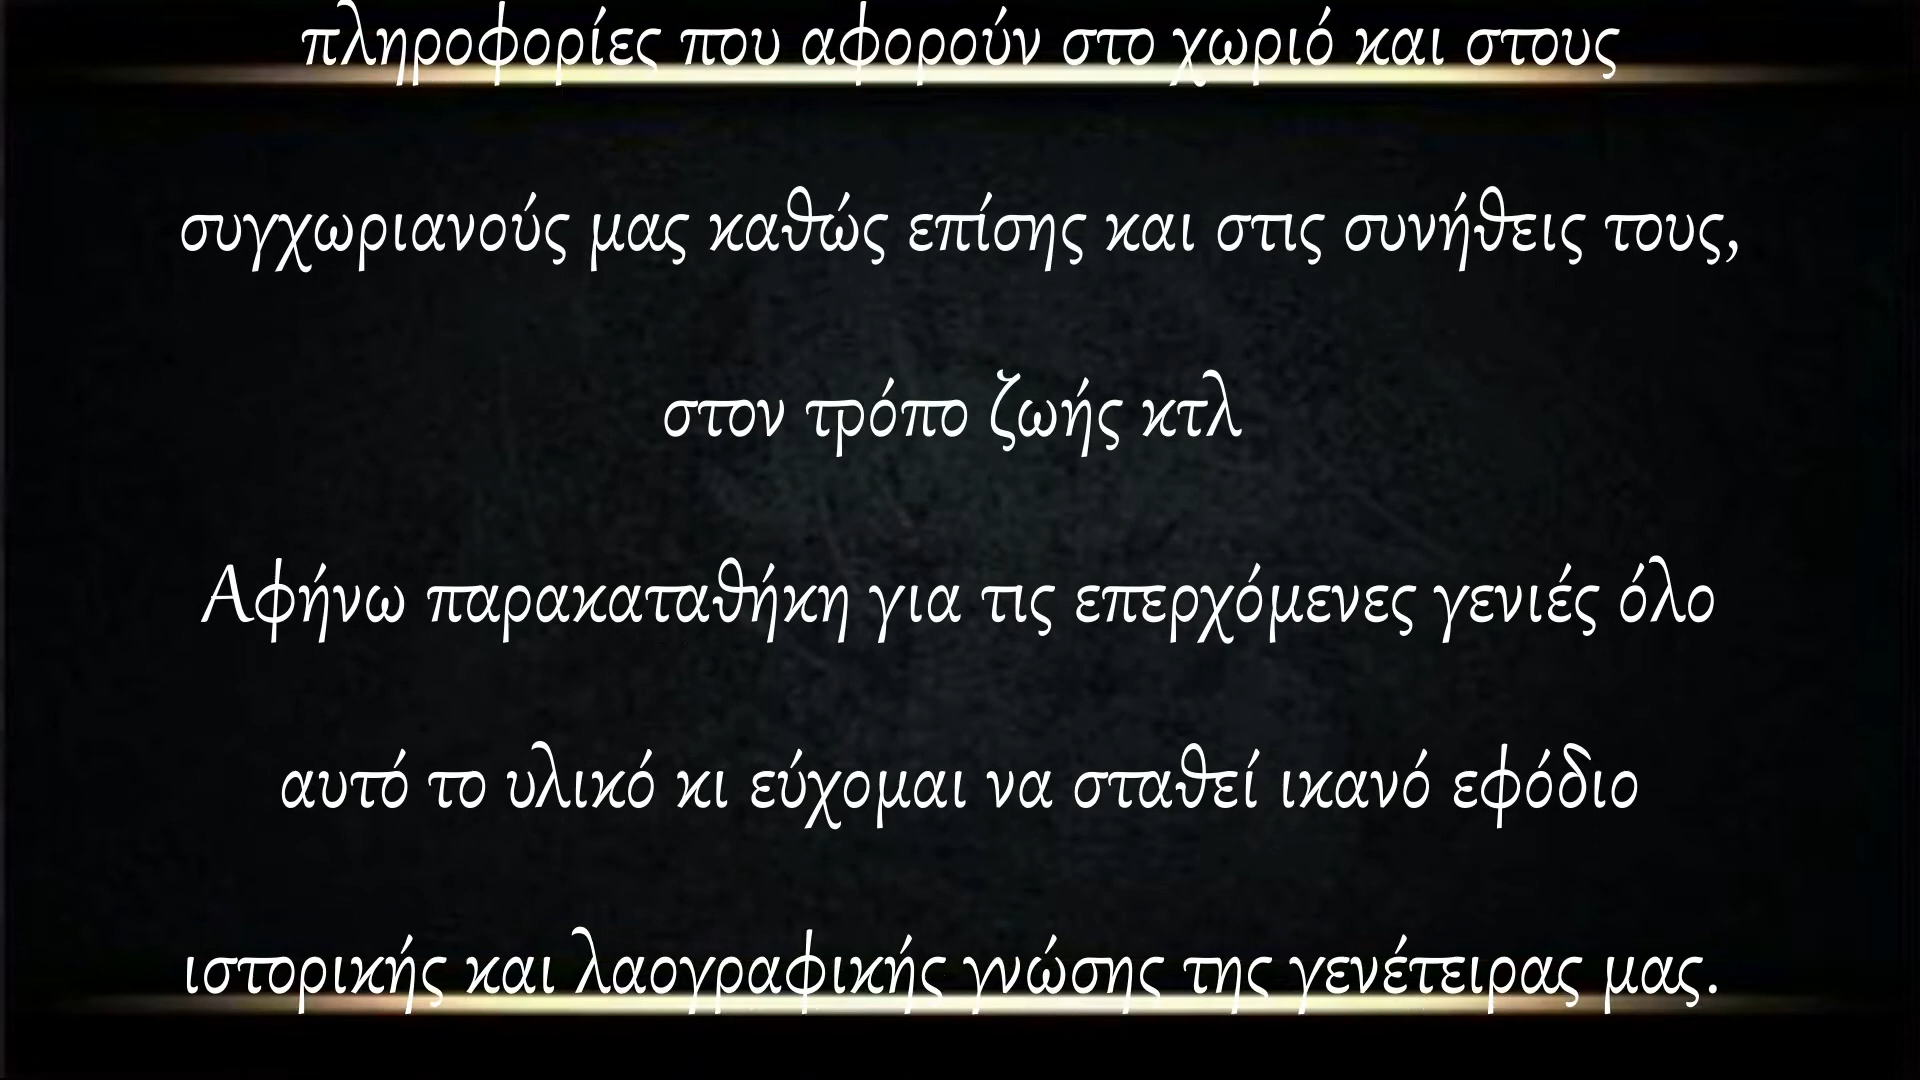 πληροφορίες που αφορούν στο χωριό και στους
συγχωριανούς μας καθώς επίσης και στις συνήθεις τους,
στον τρόπο ζωής κτλ
Αφήνω παρακαταθήκη για τις επερχόμενες γενιές όλο
αυτό το υλικό κι εύχομαι να σταθεί ικανό εφόδιο
ιστορικής και λαογραφικής γνώσης της γενέτειρας μας.